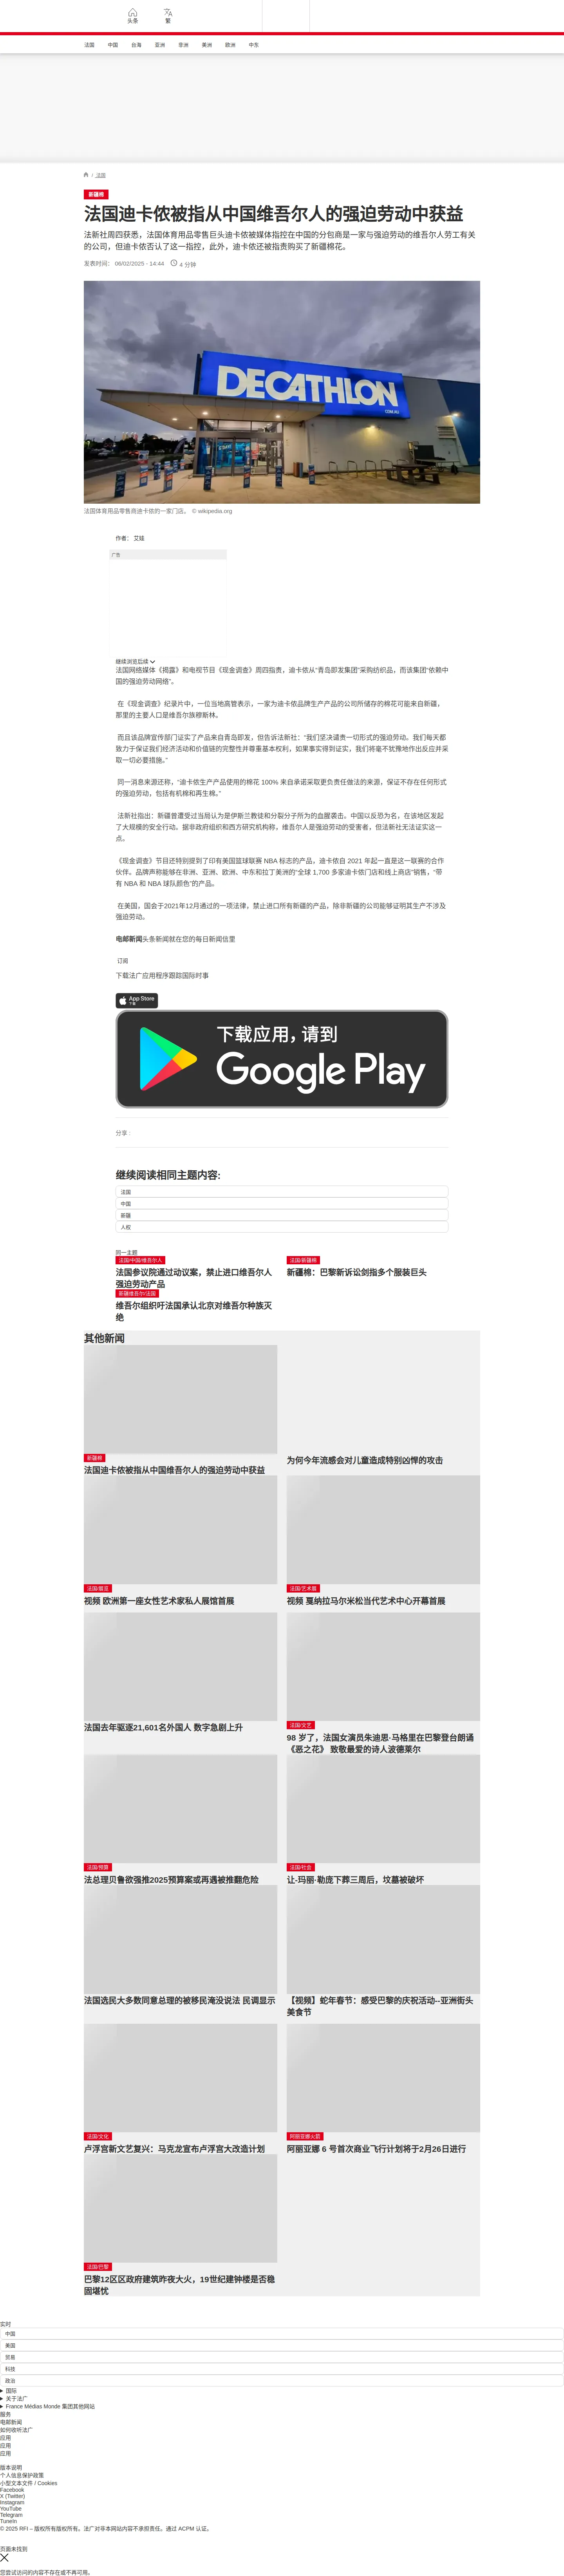 头条
繁
法国
中国
台海
亚洲
非洲
美洲
欧洲
中东
/ 法国
新疆棉
法国迪卡侬被指从中国维吾尔人的强迫劳动中获益
法新社周四获悉，法国体育用品零售巨头迪卡侬被媒体指控在中国的分包商是一家与强迫劳动的维吾尔人劳工有关
的公司，但迪卡侬否认了这一指控，此外，迪卡侬还被指责购买了新疆棉花。
发表时间： 06/02/2025 - 14:44
4 分钟
DECATHLON
COM.AU
法国体育用品零售商迪卡侬的一家门店。 © wikipedia.org
作者： 艾娃
广告
继续浏览后续
法国网络媒体《揭露》和电视节目《现金调查》周四指责，迪卡侬从“青岛即发集团”采购纺织品，而该集团“依赖中
国的强迫劳动网络”。
在《现金调查》纪录片中，一位当地高管表示，一家为迪卡侬品牌生产产品的公司所储存的棉花可能来自新疆，
那里的主要人口是维吾尔族穆斯林。
而且该品牌宣传部门证实了产品来自青岛即发，但告诉法新社：“我们坚决谴责一切形式的强迫劳动。我们每天都
致力于保证我们经济活动和价值链的完整性并尊重基本权利，如果事实得到证实，我们将毫不犹豫地作出反应并采
取一切必要措施。”
同一消息来源还称，“迪卡侬生产产品使用的棉花 100% 来自承诺采取更负责任做法的来源，保证不存在任何形式
的强迫劳动，包括有机棉和再生棉。”
法新社指出：新疆曾遭受过当局认为是伊斯兰教徒和分裂分子所为的血腥袭击。中国以反恐为名，在该地区发起
了大规模的安全行动。据非政府组织和西方研究机构称，维吾尔人是强迫劳动的受害者，但法新社无法证实这一
点。
《现金调查》节目还特别提到了印有美国篮球联赛 NBA 标志的产品，迪卡侬自 2021 年起一直是这一联赛的合作
伙伴。品牌声称能够在非洲、亚洲、欧洲、中东和拉丁美洲的“全球 1,700 多家迪卡侬门店和线上商店”销售，“带
有 NBA 和 NBA 球队颜色”的产品。
在美国，国会于2021年12月通过的一项法律，禁止进口所有新疆的产品，除非新疆的公司能够证明其生产不涉及
强迫劳动。
电邮新闻头条新闻就在您的每日新闻信里
订阅
下载法广应用程序跟踪国际时事
App Store
下载
下载应用，请到
Google Play
分享 :
继续阅读相同主题内容:
法国
中国
新疆
人权
同一主题
法国/中国/维吾尔人
法国参议院通过动议案，禁止进口维吾尔人
强迫劳动产品
法国/新疆棉
新疆棉：巴黎新诉讼剑指多个服装巨头
新疆维吾尔/法国
维吾尔组织吁法国承认北京对维吾尔种族灭
绝
其他新闻
新疆棉
法国迪卡侬被指从中国维吾尔人的强迫劳动中获益
为何今年流感会对儿童造成特别凶悍的攻击
法国/蔻览
视频 欧洲第一座女性艺术家私人展馆首展
法国/艺术展
视频 戛纳拉马尔米松当代艺术中心开幕首展
法国去年驱逐21,601名外国人 数字急剧上升
法国/文艺
98 岁了，法国女演员朱迪思·马格里在巴黎登台朗诵
《恶之花》 致敬最爱的诗人波德莱尔
法国/预算
法总理贝鲁欲强推2025预算案或再遇被推翻危险
法国/社会
让-玛丽·勒庞下葬三周后，坟墓被破坏
法国选民大多数同意总理的被移民淹没说法 民调显示
【视频】蛇年春节：感受巴黎的庆祝活动--亚洲街头
美食节
法国/文化
卢浮宫新文艺复兴：马克龙宣布卢浮宫大改造计划
阿丽亚娜火箭
阿丽亚娜 6 号首次商业飞行计划将于2月26日进行
法国/巴黎
巴黎12区区政府建筑昨夜大火，19世纪建钟楼是否稳
固堪忧
实时
中国
美国
贸易
科技
政治
国际
关于法广
France Médias Monde 集团其他网站
服务
电邮新闻
如何收听法广
应用
应用
应用
版本说明
个人信息保护政策
小型文本文件 / Cookies
Facebook
X (Twitter)
Instagram
YouTube
Telegram
TuneIn
© 2025 RFI – 版权所有版权所有。法广对非本网站内容不承担责任。通过 ACPM 认证。
页面未找到
您尝试访问的内容不存在或不再可用。